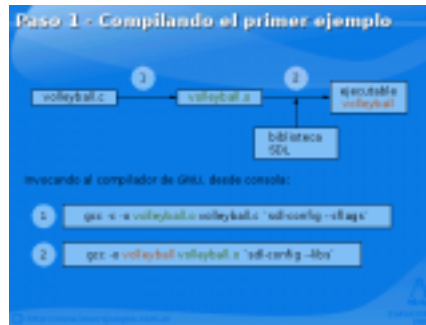 Paso 1 - Compilando el primer ejemplo
1
2
volleyball.c
volleyball.o
ejecutable
volleyball
biblioteca
SDL
invocando al compilador de GNU, desde consola:
1
gcc -c -o volleyball.o volleyball.c `sdl-config --cflags`
2
gcc -o volleyball volleyball.o `sdl-config --libs`